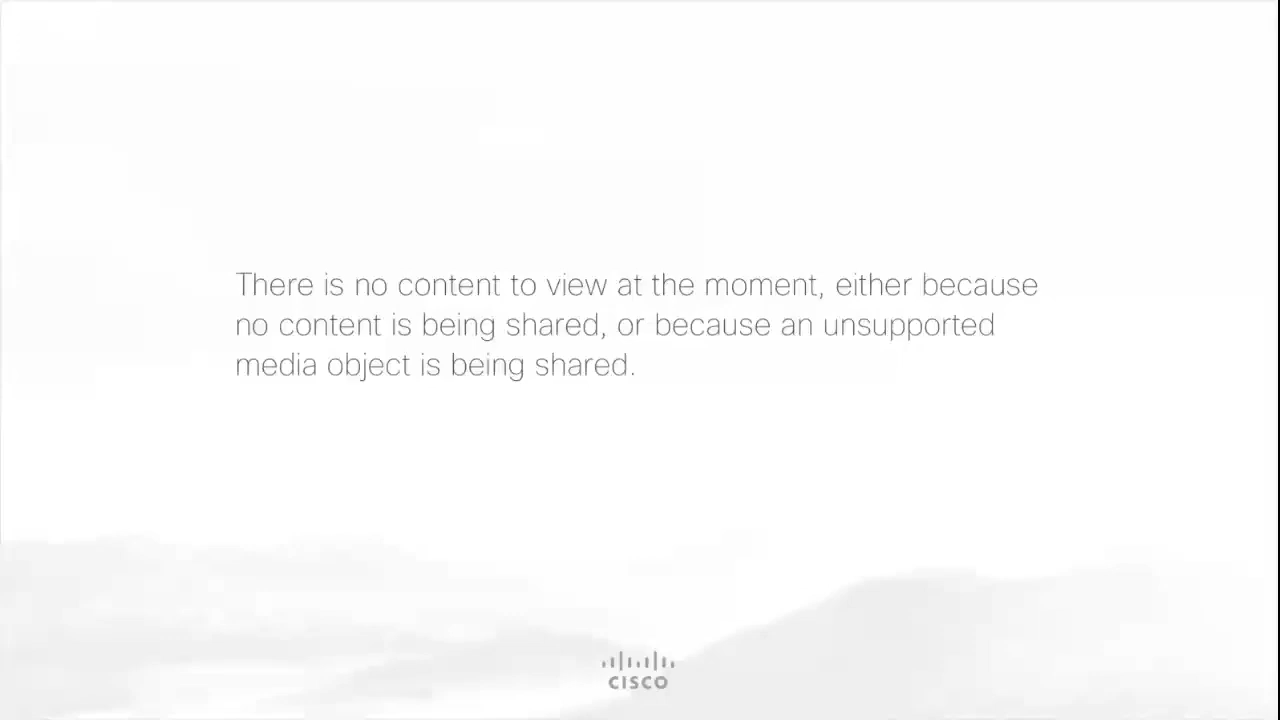 There is no content to view at the moment, either because
no content is being shared, or because an unsupported
media object is being shared.
CISCO